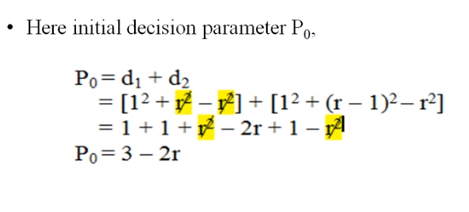 • Here initial decision parameter P₀,
P₀ = d₁ + d₂
= [1² + r² – r²] + [1² + (r – 1)² – r²]
= 1 + 1 + r² – 2r + 1 – r²
P₀ = 3 – 2r